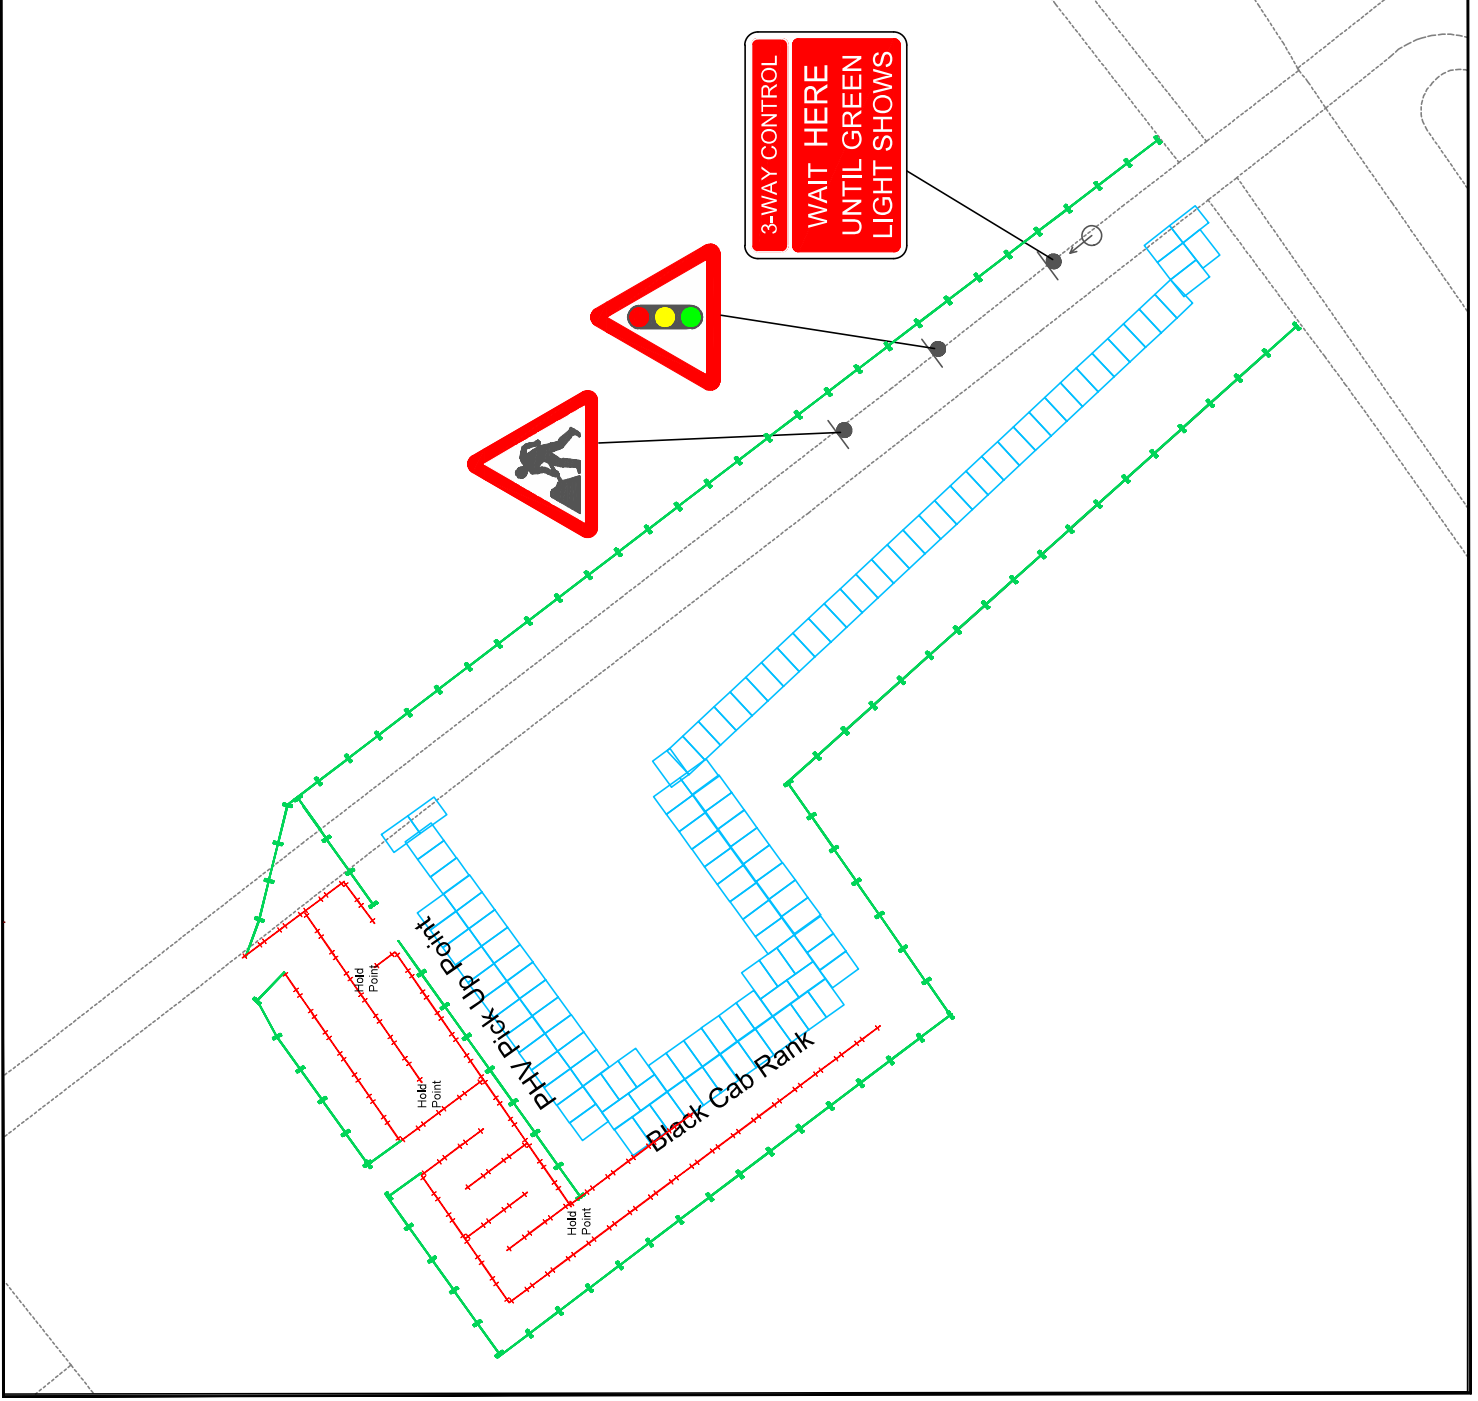 3-WAY CONTROL
WAIT HERE
UNTIL GREEN
LIGHT SHOWS
PHV Pick Up Point
Black Cab Rank
Hold
Point
Hold
Point
Hold
Point